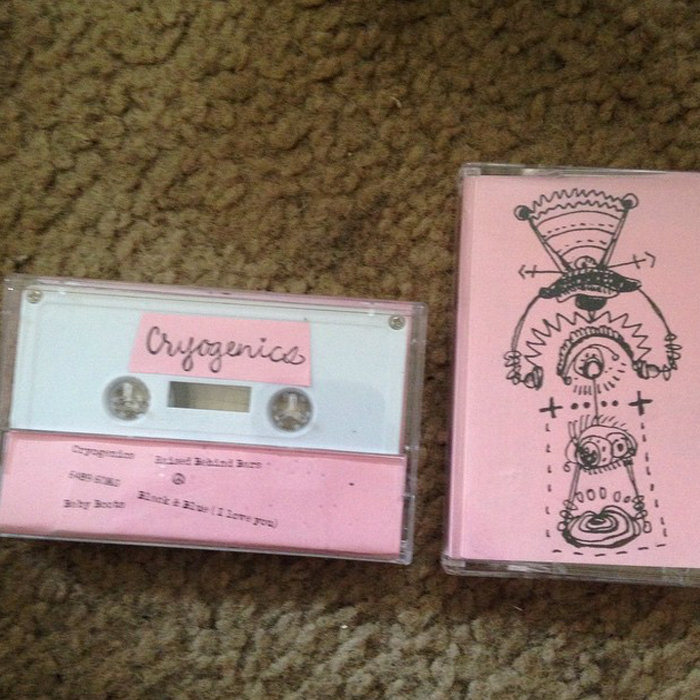 Cryogenics
Cryogenics
Raised Behind Bars
Baby Boots
Black & Blue (I love you)